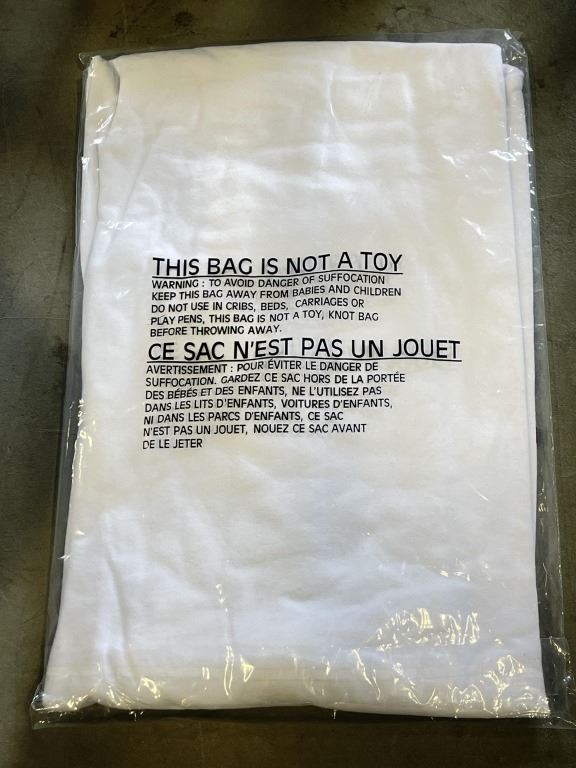 THIS BAG IS NOT A TOY
WARNING : TO AVOID DANGER OF SUFFOCATION
KEEP THIS BAG AWAY FROM BABIES AND CHILDREN
DO NOT USE IN CRIBS, BEDS, CARRIAGES OR
PLAY PENS, THIS BAG IS NOT A TOY, KNOT BAG
BEFORE THROWING AWAY.
CE SAC N'EST PAS UN JOUET
AVERTISSEMENT : POUR ÉVITER LE DANGER DE
SUFFOCATION. GARDEZ CE SAC HORS DE LA PORTÉE
DES BÉBÉS ET DES ENFANTS, NE L'UTILISEZ PAS
DANS LES LITS D'ENFANTS, VOITURES D'ENFANTS,
NI DANS LES PARCS D'ENFANTS, CE SAC
N'EST PAS UN JOUET, NOUEZ CE SAC AVANT
DE LE JETER